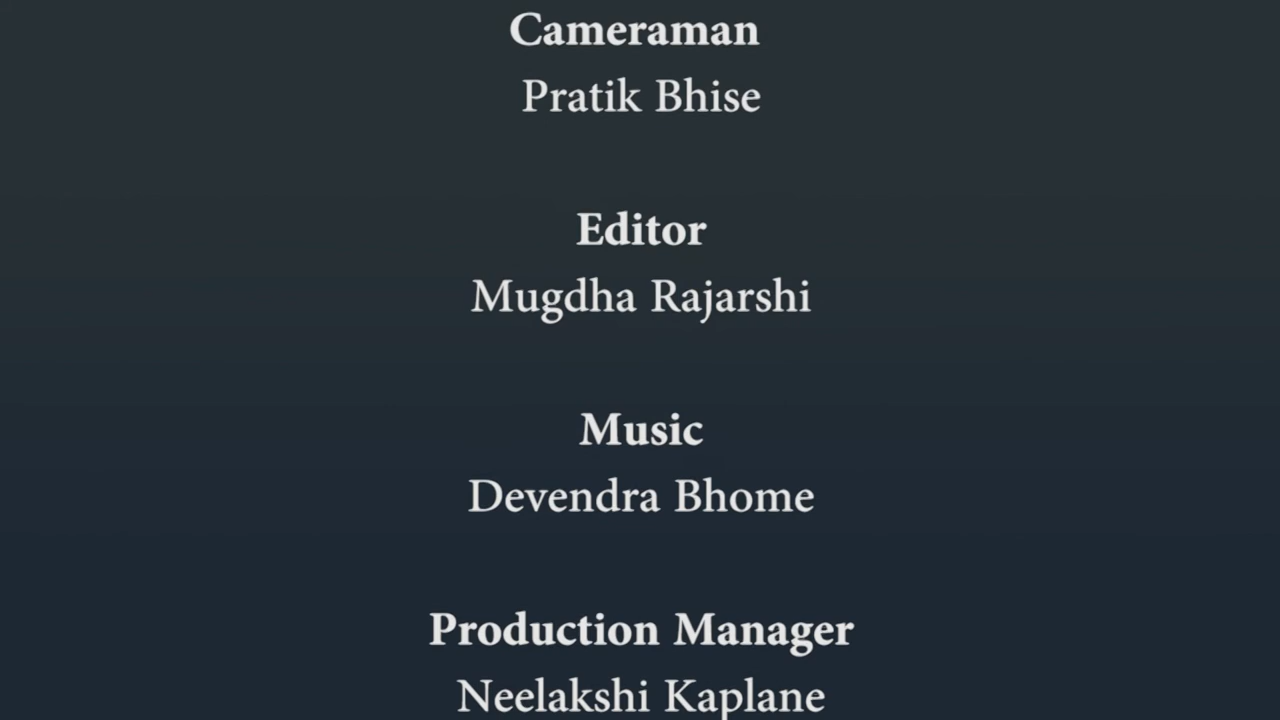 Cameraman
Pratik Bhise
Editor
Mugdha Rajarshi
Music
Devendra Bhome
Production Manager
Neelakshi Kaplane